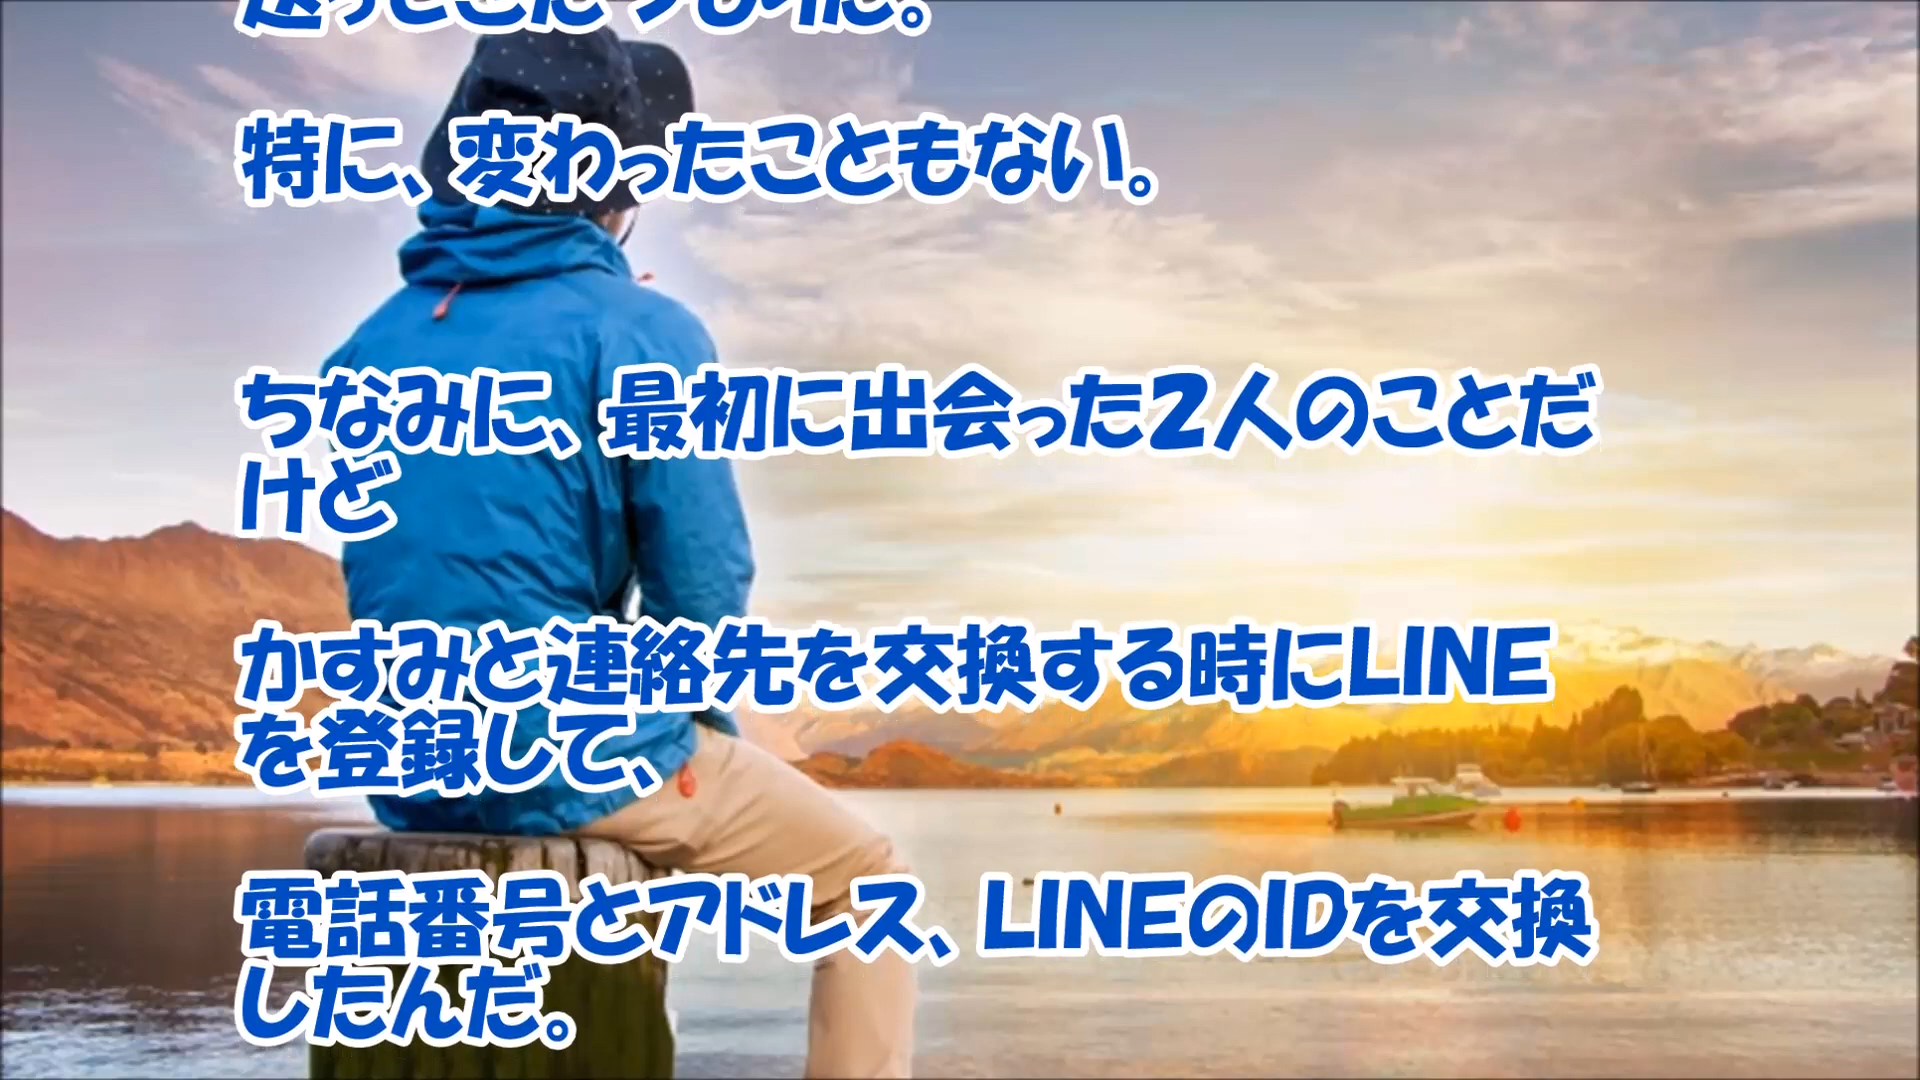 特に、変わったこともない。
ちなみに、最初に出会った2人のことだ
けど
かすみと連絡先を交換する時にLINE
を登録して、
電話番号とアドレス、LINEのIDを交換
したんだ。